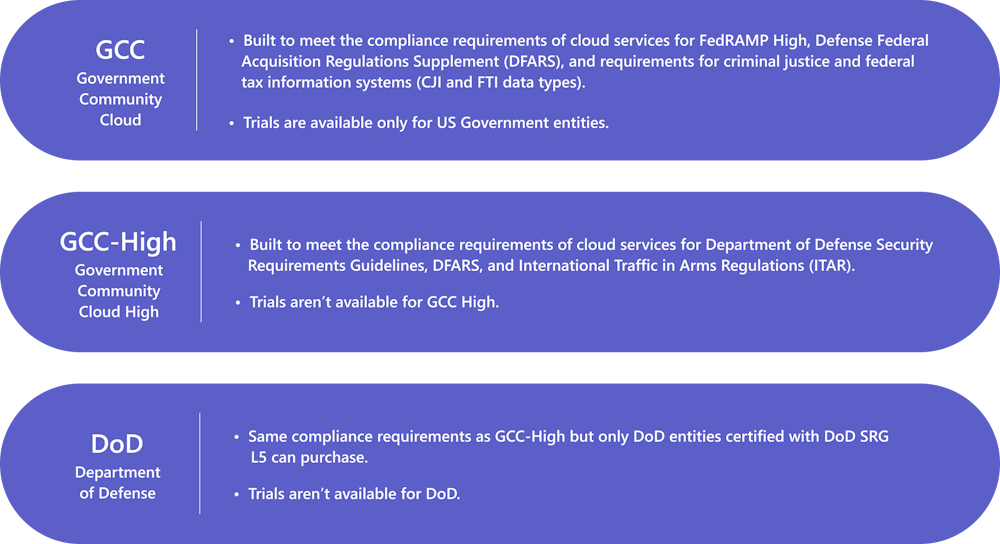 GCC
Government
Community
Cloud
• Built to meet the compliance requirements of cloud services for FedRAMP High, Defense Federal
Acquisition Regulations Supplement (DFARS), and requirements for criminal justice and federal
tax information systems (CJI and FTI data types).
• Trials are available only for US Government entities.
GCC-High
Government
Community
Cloud High
• Built to meet the compliance requirements of cloud services for Department of Defense Security
Requirements Guidelines, DFARS, and International Traffic in Arms Regulations (ITAR).
• Trials aren’t available for GCC High.
DoD
Department
of Defense
• Same compliance requirements as GCC-High but only DoD entities certified with DoD SRG
L5 can purchase.
• Trials aren’t available for DoD.